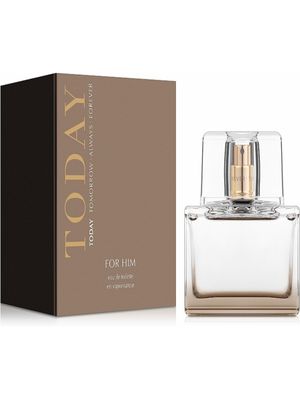 TODAY
TODAY TOMORROW · ALWAYS · FOREVER
FOR HIM
eau de toilette
en vaporisateur